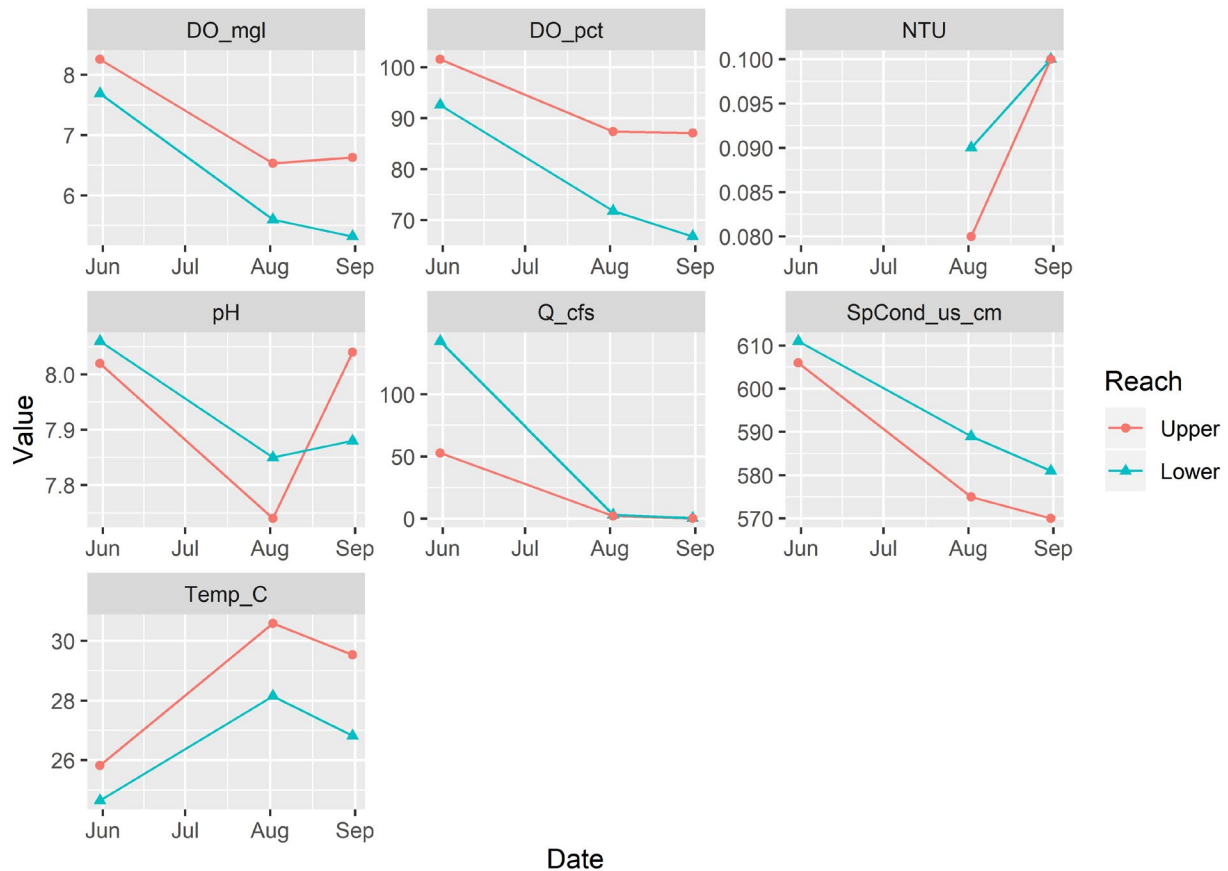 DO_mgl
DO_pct
NTU
8
7
6
Jun Jul Aug Sep
100
90
80
70
Jun Jul Aug Sep
0.100
0.095
0.090
0.085
0.080
Jun Jul Aug Sep
pH
Q_cfs
SpCond_us_cm
8.0
7.9
7.8
Jun Jul Aug Sep
100
50
0
Jun Jul Aug Sep
610
600
590
580
570
Jun Jul Aug Sep
Temp_C
30
28
26
Jun Jul Aug Sep
Value
Date
Reach
Upper
Lower